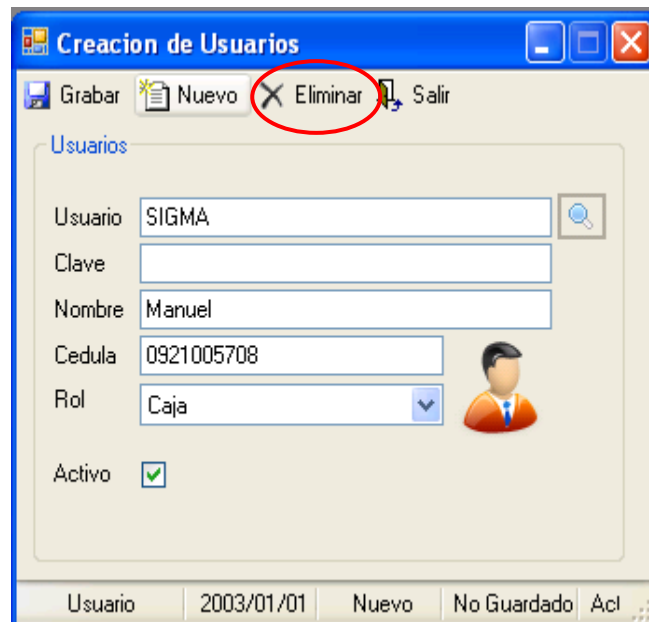 Creacion de Usuarios
Grabar Nuevo Eliminar Salir
Usuarios
Usuario SIGMA
Clave
Nombre Manuel
Cedula 0921005708
Rol Caja
Activo
Usuario 2003/01/01 Nuevo No Guardado Act